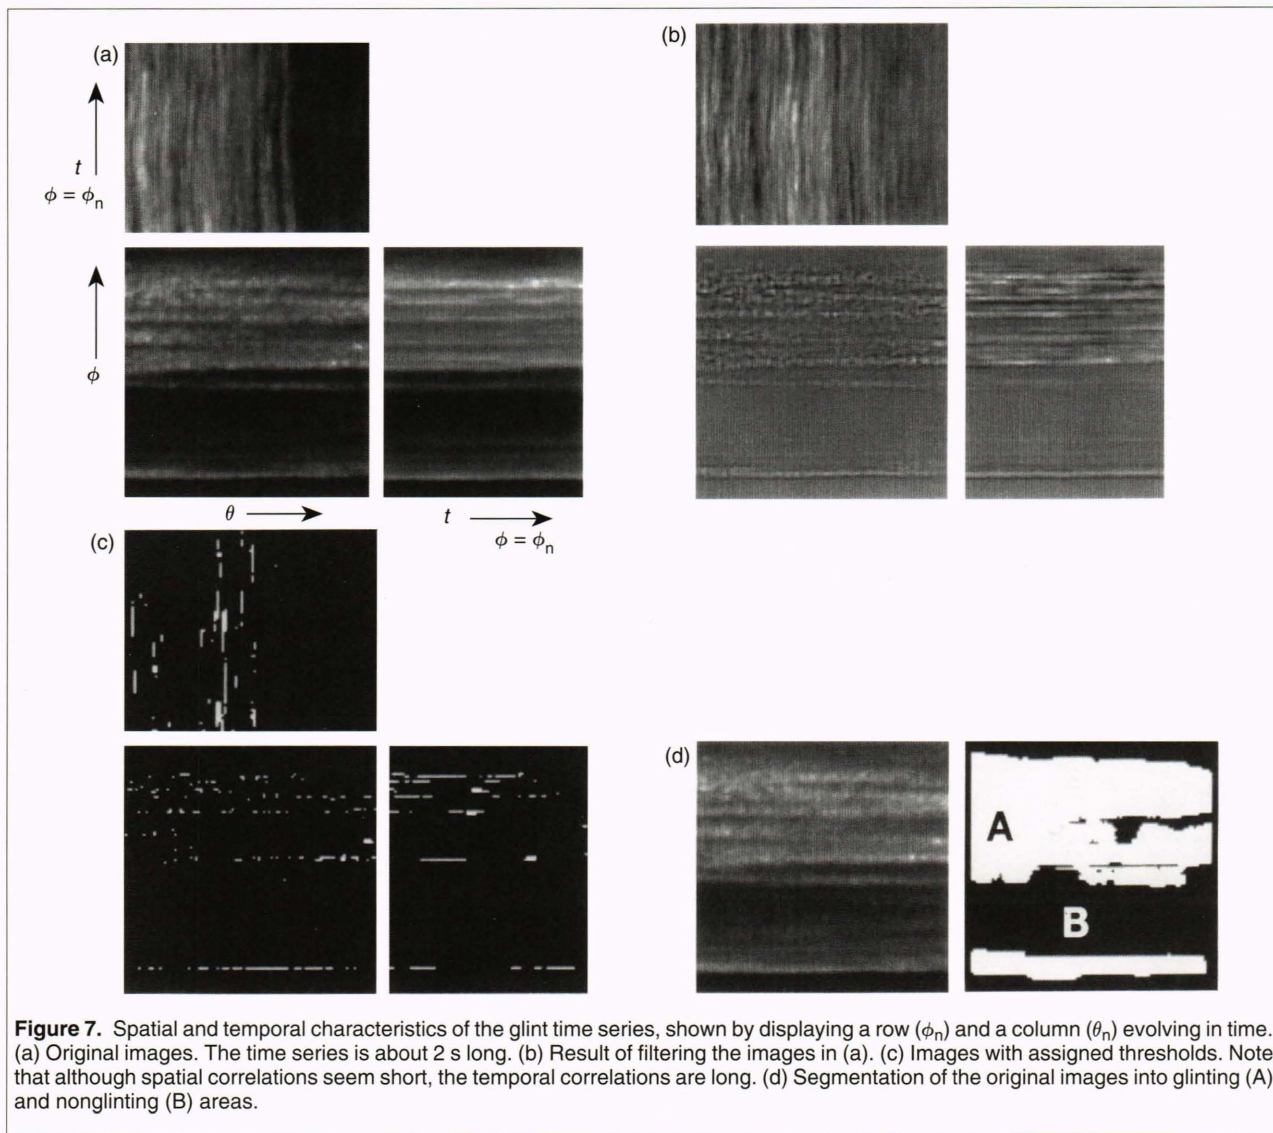 (a)
t
ϕ = ϕn
ϕ
θ
t
ϕ = ϕn
(b)
(c)
(d)
A
B
Figure 7. Spatial and temporal characteristics of the glint time series, shown by displaying a row (ϕn) and a column (θn) evolving in time.
(a) Original images. The time series is about 2 s long. (b) Result of filtering the images in (a). (c) Images with assigned thresholds. Note
that although spatial correlations seem short, the temporal correlations are long. (d) Segmentation of the original images into glinting (A)
and nonglinting (B) areas.